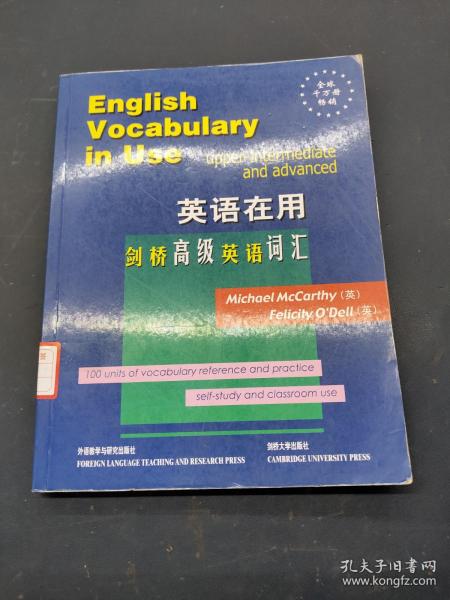 全球
千万册
畅销
English
Vocabulary
in Use
upper intermediate
and advanced
英语在用
剑桥高级英语词汇
Michael McCarthy (英)
Felicity O'Dell (英)
100 units of vocabulary reference and practice
self-study and classroom use
外语教学与研究出版社
FOREIGN LANGUAGE TEACHING AND RESEARCH PRESS
剑桥大学出版社
CAMBRIDGE UNIVERSITY PRESS
孔夫子旧书网
www.kongfz.com